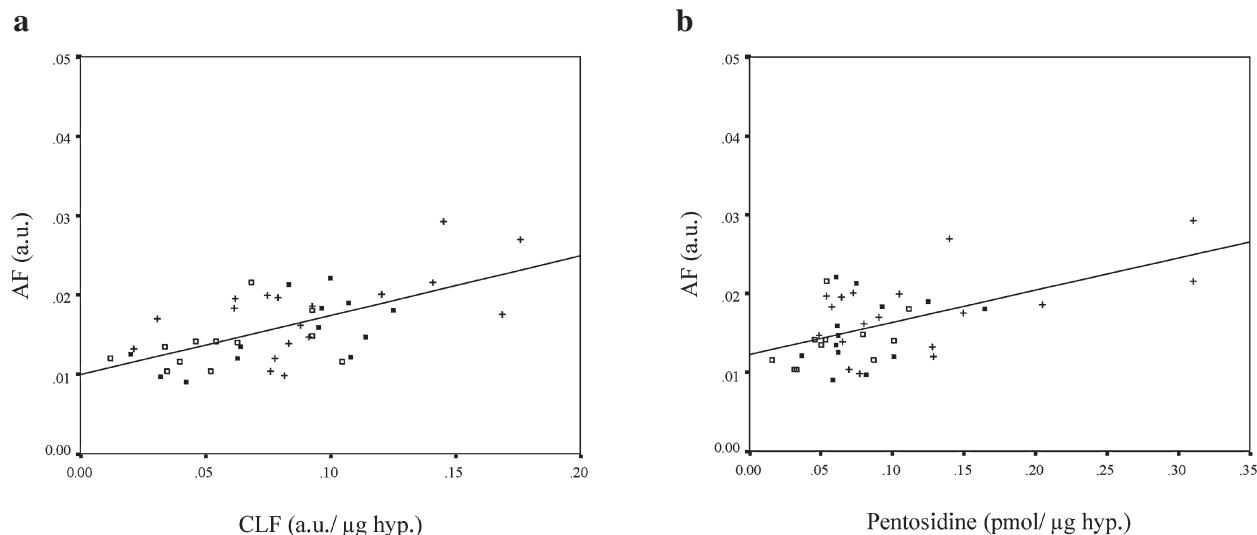 a
.05
.04
.03
.02
.01
0.00
AF (a.u.)
0.00 .05 .10 .15 .20
CLF (a.u./ µg hyp.)
b
.05
.04
.03
.02
.01
0.00
AF (a.u.)
0.00 .05 .10 .15 .20 .25 .30 .35
Pentosidine (pmol/ µg hyp.)